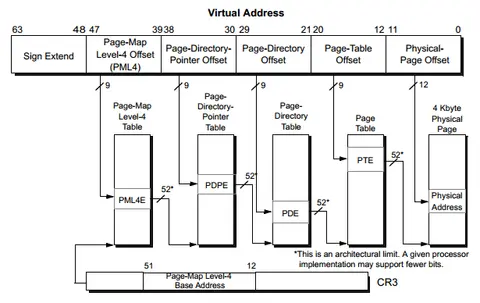 Virtual Address
63 48 47 39 38 30 29 21 20 12 11 0
Sign Extend
Page-Map
Level-4 Offset
(PML4)
Page-Directory-
Pointer Offset
Page-Directory
Offset
Page-Table
Offset
Physical-
Page Offset
9
9
9
9
12
Page-Map
Level-4
Table
Page-
Directory-
Pointer
Table
Page-
Directory
Table
Page
Table
4 Kbyte
Physical
Page
PML4E
52*
PDPE
52*
PDE
52*
PTE
52*
Physical
Address
*This is an architectural limit. A given processor
implementation may support fewer bits.
51 12
Page-Map Level-4
Base Address
CR3